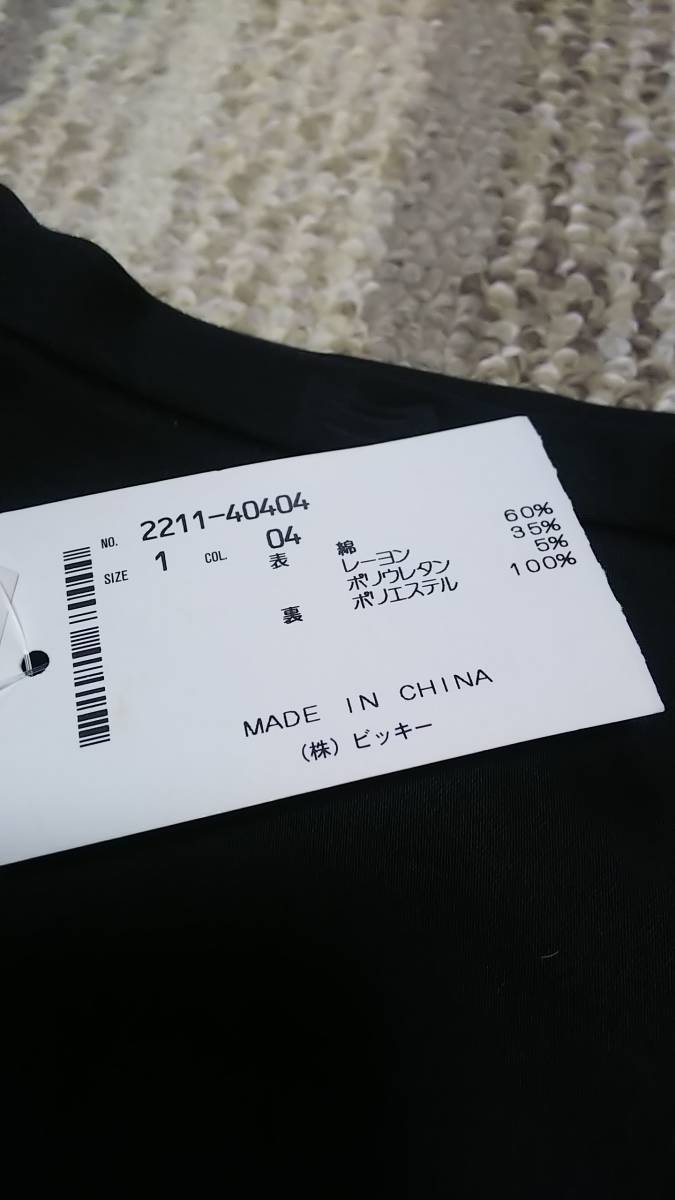 NO. 2211-40404
SIZE 1 COL. 04
表 綿 60%
レーヨン 35%
ポリウレタン 5%
裏 ポリエステル 100%
MADE IN CHINA
(株)ビッキー